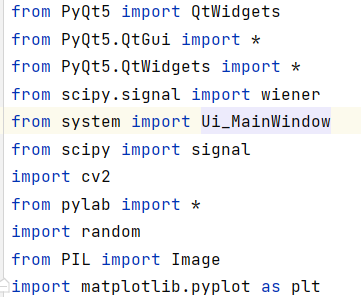 from PyQt5 import QtWidgets
from PyQt5.QtGui import *
from PyQt5.QtWidgets import *
from scipy.signal import wiener
from system import Ui_MainWindow
from scipy import signal
import cv2
from pylab import *
import random
from PIL import Image
import matplotlib.pyplot as plt